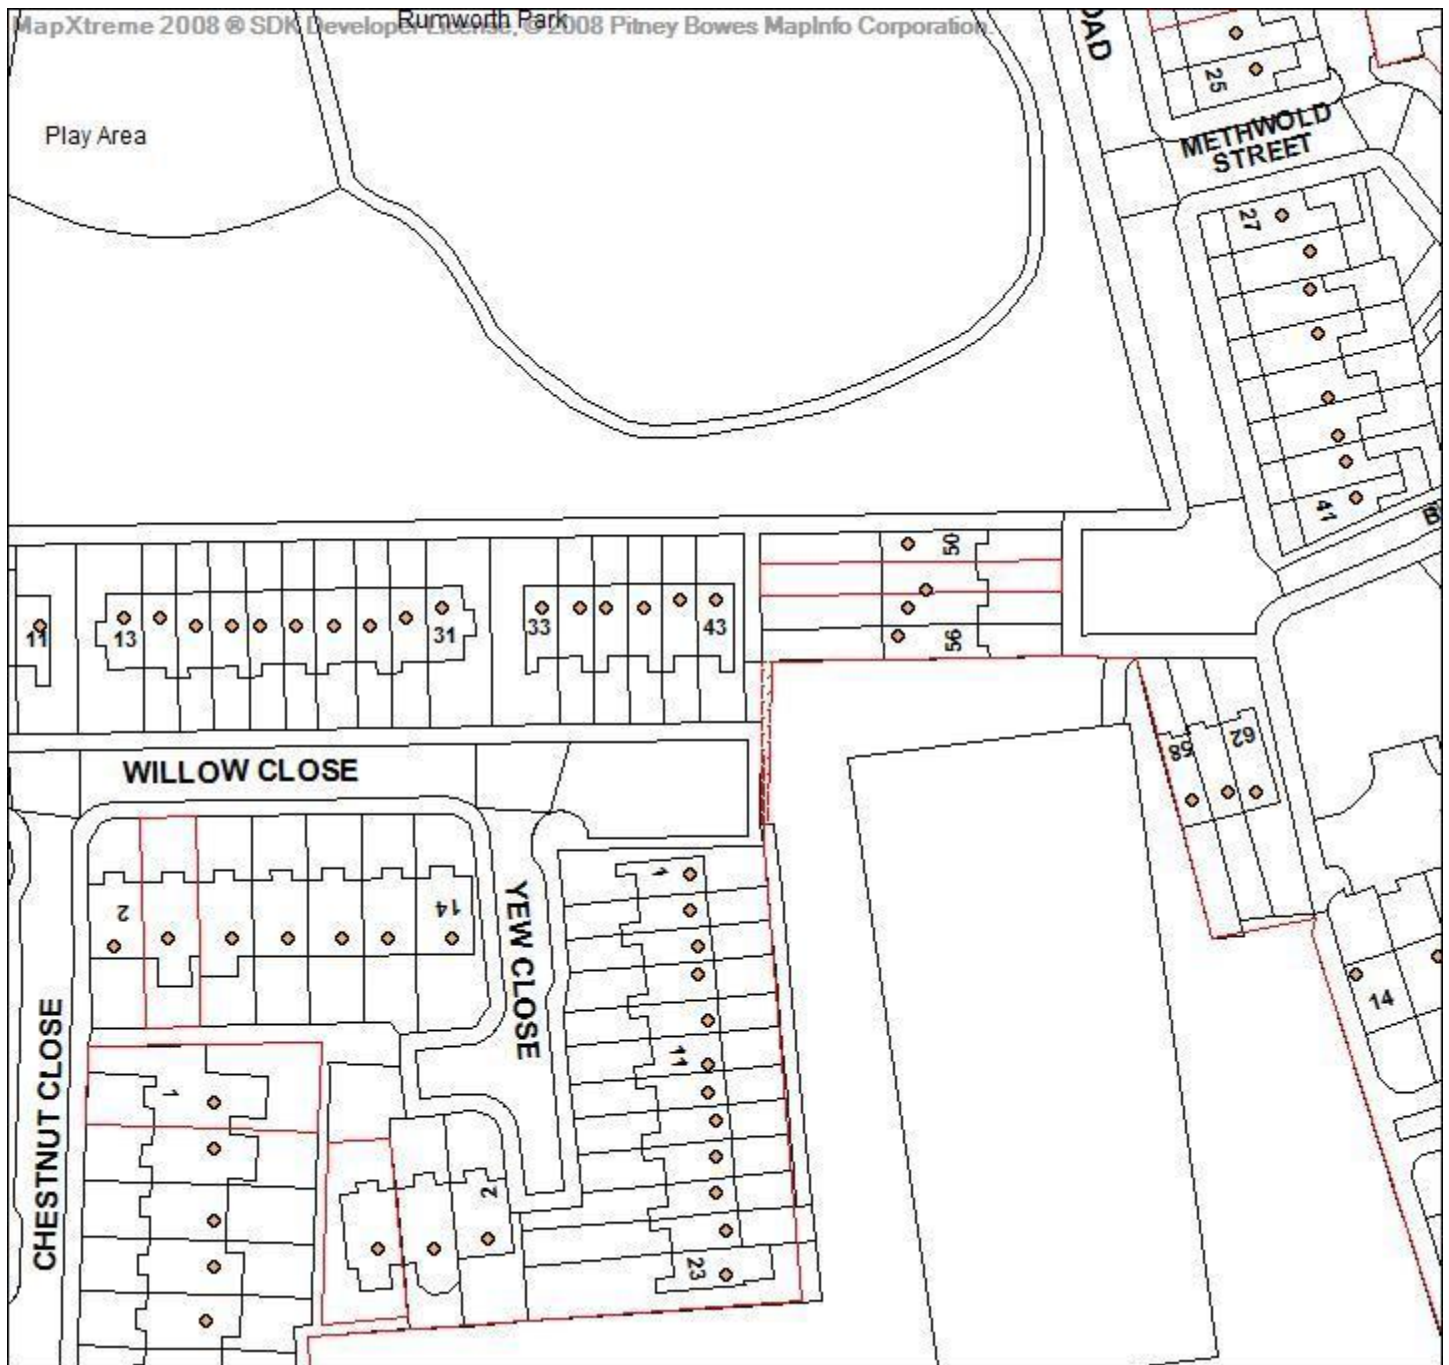 Rumworth Park
MapXtreme 2008 ® SDK Developer License, © 2008 Pitney Bowes MapInfo Corporation.
OAD
25
Play Area
METHWOLD
STREET
27
41
B
50
11
13
31
33
43
56
58
62
WILLOW CLOSE
1
2
14
YEW CLOSE
14
11
CHESTNUT CLOSE
1
2
23